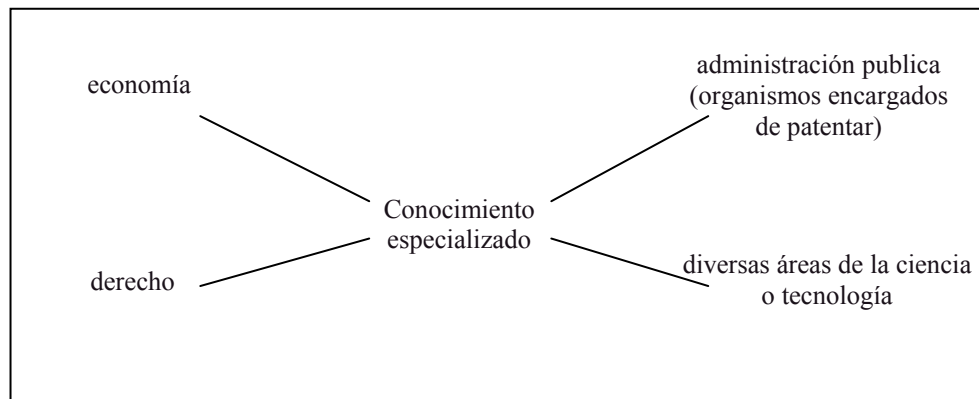 economía
administración publica
(organismos encargados
de patentar)
Conocimiento
especializado
derecho
diversas áreas de la ciencia
o tecnología